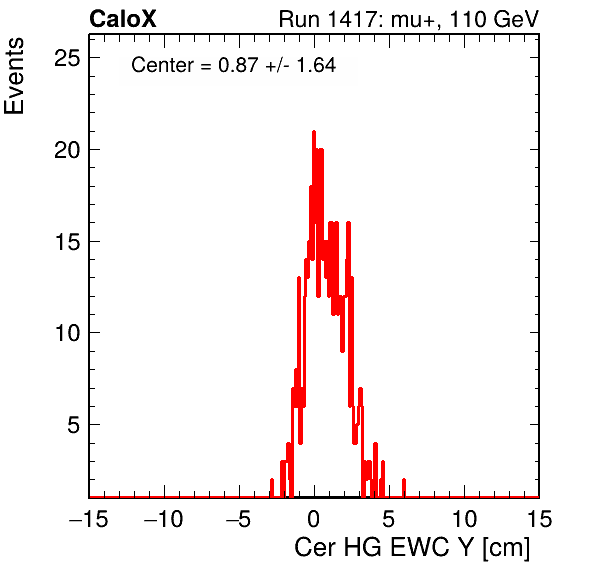 CaloX Run 1417: mu+, 110 GeV
Events
Center = 0.87 +/- 1.64
25
20
15
10
5
−15 −10 −5 0 5 10 15
Cer HG EWC Y [cm]